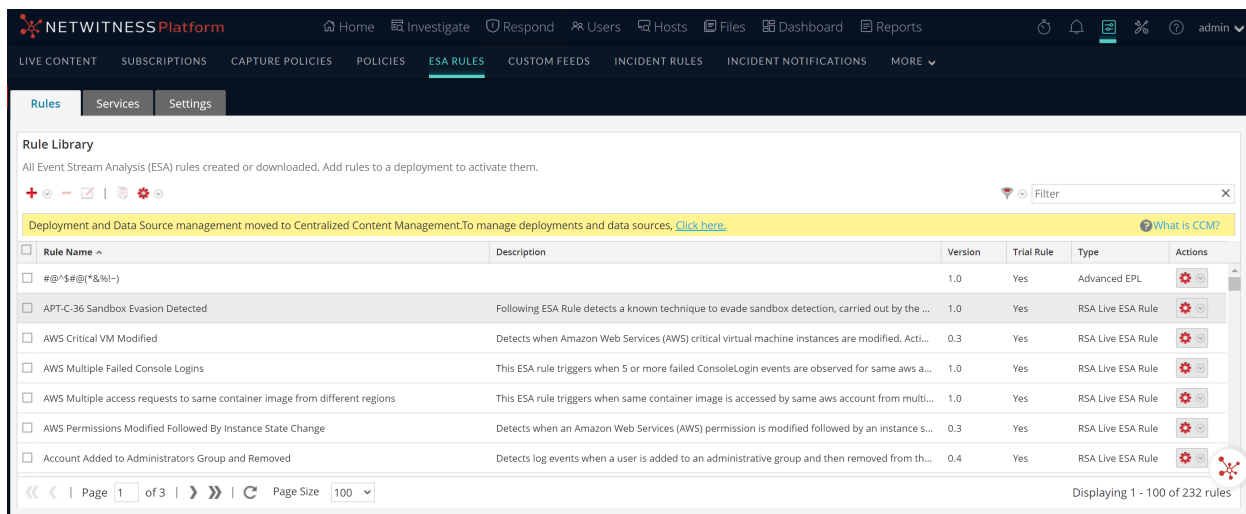 NETWITNESS Platform Home Investigate Respond Users Hosts Files Dashboard Reports admin
LIVE CONTENT SUBSCRIPTIONS CAPTURE POLICIES POLICIES ESA RULES CUSTOM FEEDS INCIDENT RULES INCIDENT NOTIFICATIONS MORE
Rules Services Settings
Rule Library
All Event Stream Analysis (ESA) rules created or downloaded. Add rules to a deployment to activate them.
Filter
Deployment and Data Source management moved to Centralized Content Management.To manage deployments and data sources, Click here. What is CCM?
Rule Name Description Version Trial Rule Type Actions
#@^$#@(*&%!~) 1.0 Yes Advanced EPL
APT-C-36 Sandbox Evasion Detected Following ESA Rule detects a known technique to evade sandbox detection, carried out by the ... 1.0 Yes RSA Live ESA Rule
AWS Critical VM Modified Detects when Amazon Web Services (AWS) critical virtual machine instances are modified. Acti... 0.3 Yes RSA Live ESA Rule
AWS Multiple Failed Console Logins This ESA rule triggers when 5 or more failed ConsoleLogin events are observed for same aws a... 1.0 Yes RSA Live ESA Rule
AWS Multiple access requests to same container image from different regions This ESA rule triggers when same container image is accessed by same aws account from multi... 1.0 Yes RSA Live ESA Rule
AWS Permissions Modified Followed By Instance State Change Detects when an Amazon Web Services (AWS) permission is modified followed by an instance s... 0.3 Yes RSA Live ESA Rule
Account Added to Administrators Group and Removed Detects log events when a user is added to an administrative group and then removed from th... 0.4 Yes RSA Live ESA Rule
Page 1 of 3 Page Size 100 Displaying 1 - 100 of 232 rules